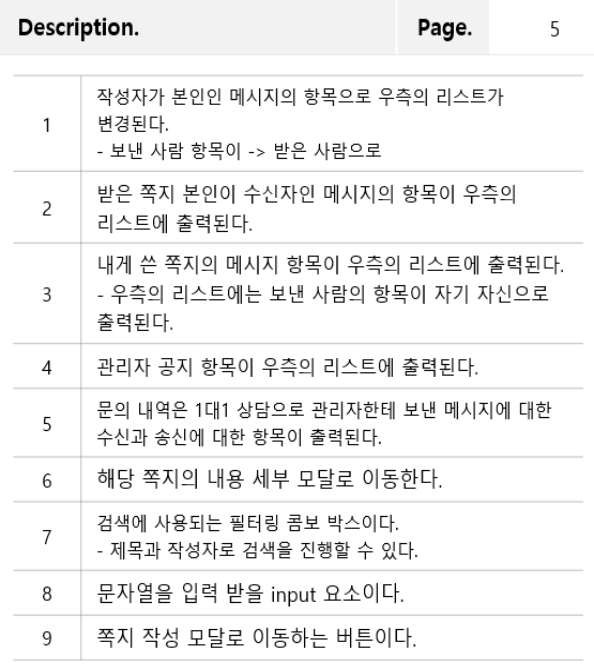 Description. Page. 5
1 작성자가 본인인 메시지의 항목으로 우측의 리스트가
변경된다.
- 보낸 사람 항목이 -> 받은 사람으로
2 받은 쪽지 본인이 수신자인 메시지의 항목이 우측의
리스트에 출력된다.
3 내게 쓴 쪽지의 메시지 항목이 우측의 리스트에 출력된다.
- 우측의 리스트에는 보낸 사람의 항목이 자기 자신으로
출력된다.
4 관리자 공지 항목이 우측의 리스트에 출력된다.
5 문의 내역은 1대1 상담으로 관리자한테 보낸 메시지에 대한
수신과 송신에 대한 항목이 출력된다.
6 해당 쪽지의 내용 세부 모달로 이동한다.
7 검색에 사용되는 필터링 콤보 박스이다.
- 제목과 작성자로 검색을 진행할 수 있다.
8 문자열을 입력 받을 input 요소이다.
9 쪽지 작성 모달로 이동하는 버튼이다.